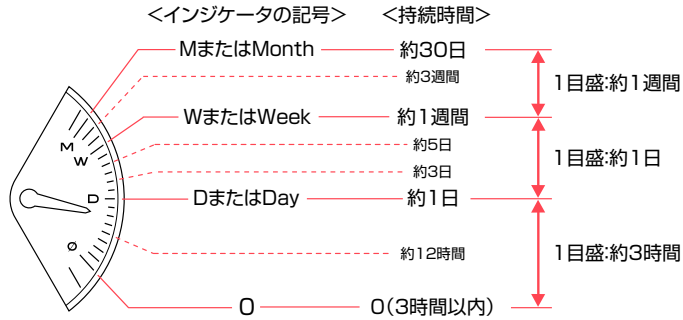 <インジケータの記号> <持続時間>
MまたはMonth 約30日
約3週間
1目盛:約1週間
WまたはWeek 約1週間
約5日
1目盛:約1日
約3日
DまたはDay 約1日
約12時間
1目盛:約3時間
0 0(3時間以内)
M
W
D
0